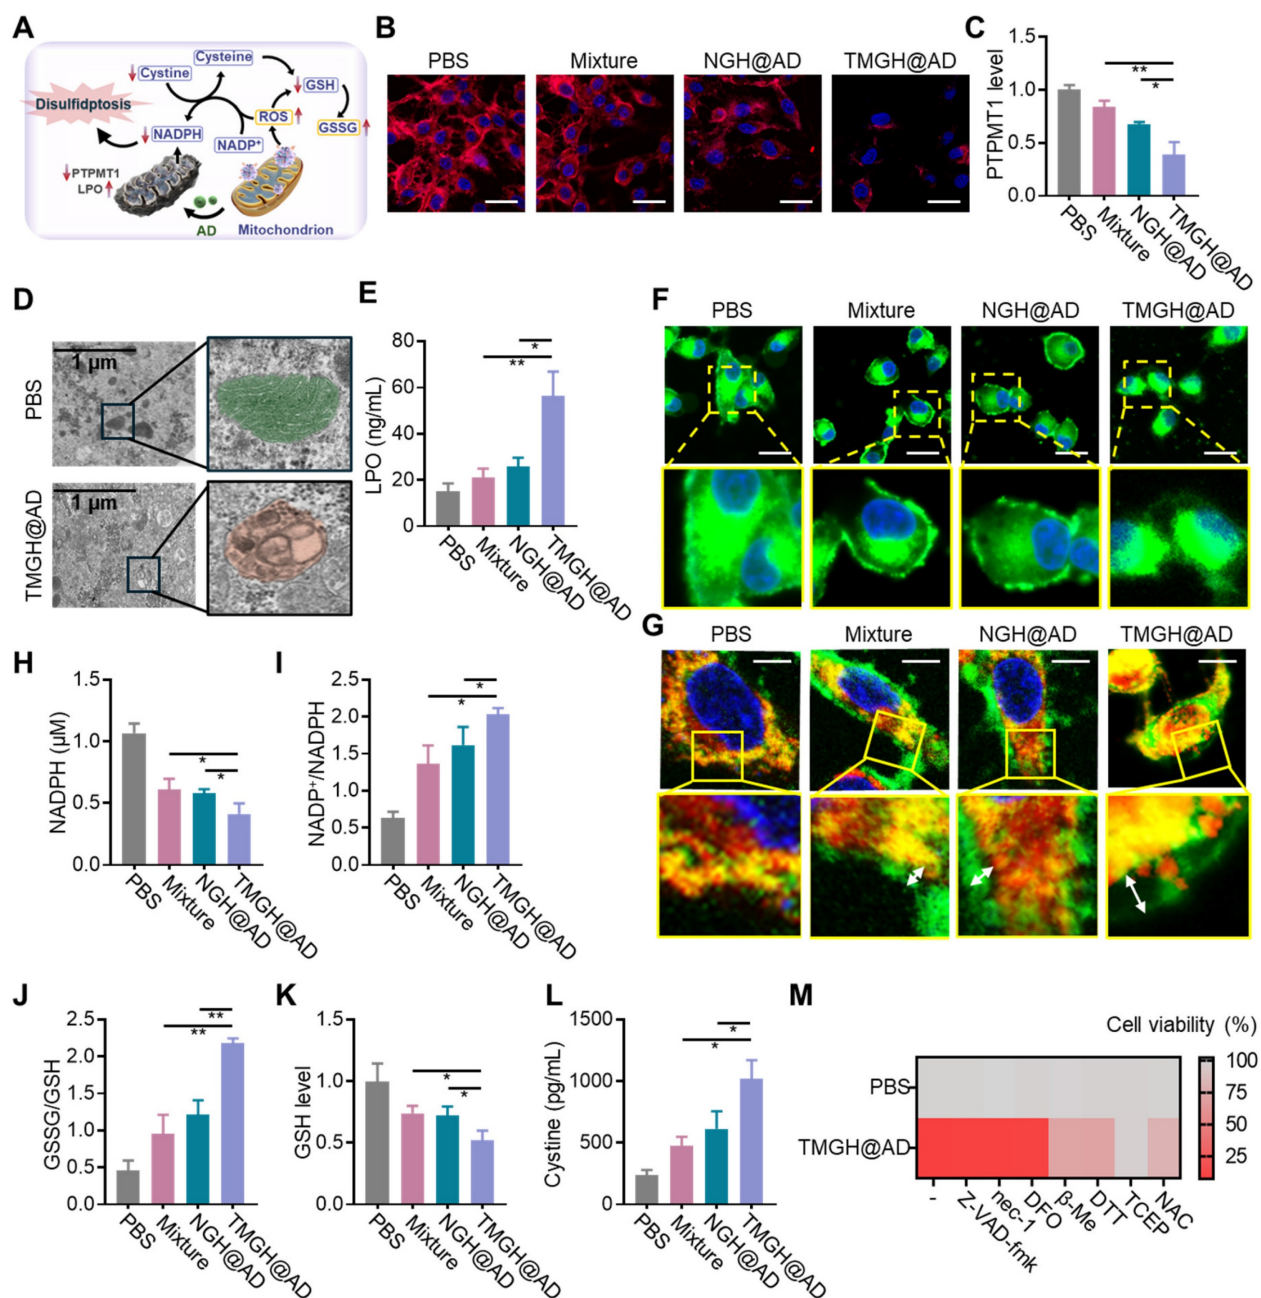 A
Cysteine
Cystine
GSH
Disulfidptosis
ROS
NADPH
NADP⁺
GSSG
PTPMT1
LPO
AD
Mitochondrion
B
PBS Mixture NGH@AD TMGH@AD
C
PTPMT1 level
1.5
1.0
0.5
0.0
**
*
PBS
Mixture
NGH@AD
TMGH@AD
D
PBS
1 µm
TMGH@AD
1 µm
E
LPO (ng/mL)
80
60
40
20
0
*
**
PBS
Mixture
NGH@AD
TMGH@AD
F
PBS Mixture NGH@AD TMGH@AD
G
PBS Mixture NGH@AD TMGH@AD
H
NADPH (µM)
1.5
1.0
0.5
0.0
*
*
PBS
Mixture
NGH@AD
TMGH@AD
I
NADP⁺/NADPH
2.5
2.0
1.5
1.0
0.5
0.0
*
*
PBS
Mixture
NGH@AD
TMGH@AD
J
GSSG/GSH
2.5
2.0
1.5
1.0
0.5
0.0
**
**
PBS
Mixture
NGH@AD
TMGH@AD
K
GSH level
1.5
1.0
0.5
0.0
*
*
PBS
Mixture
NGH@AD
TMGH@AD
L
Cystine (pg/mL)
1500
1000
500
0
*
*
PBS
Mixture
NGH@AD
TMGH@AD
M
Cell viability (%)
100
75
50
25
PBS
TMGH@AD
-
Z-VAD-fmk
nec-1
DFO
β-Me
DTT
TCEP
NAC